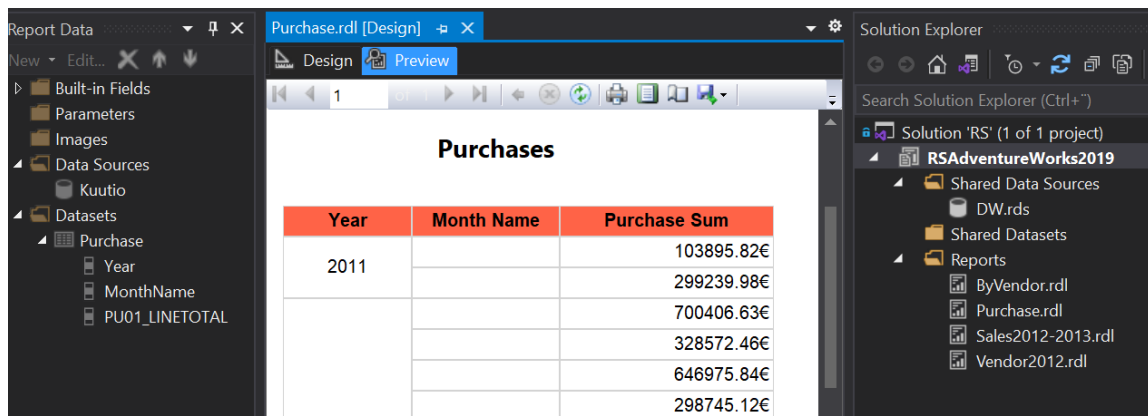 Report Data
New Edit...
Built-in Fields
Parameters
Images
Data Sources
Kuutio
Datasets
Purchase
Year
MonthName
PU01_LINETOTAL
Purchase.rdl [Design]
Design Preview
1 of 1
Purchases
Year Month Name Purchase Sum
103895.82€
2011
299239.98€
700406.63€
328572.46€
646975.84€
298745.12€
Solution Explorer
Search Solution Explorer (Ctrl+¨)
Solution 'RS' (1 of 1 project)
RSAdventureWorks2019
Shared Data Sources
DW.rds
Shared Datasets
Reports
ByVendor.rdl
Purchase.rdl
Sales2012-2013.rdl
Vendor2012.rdl